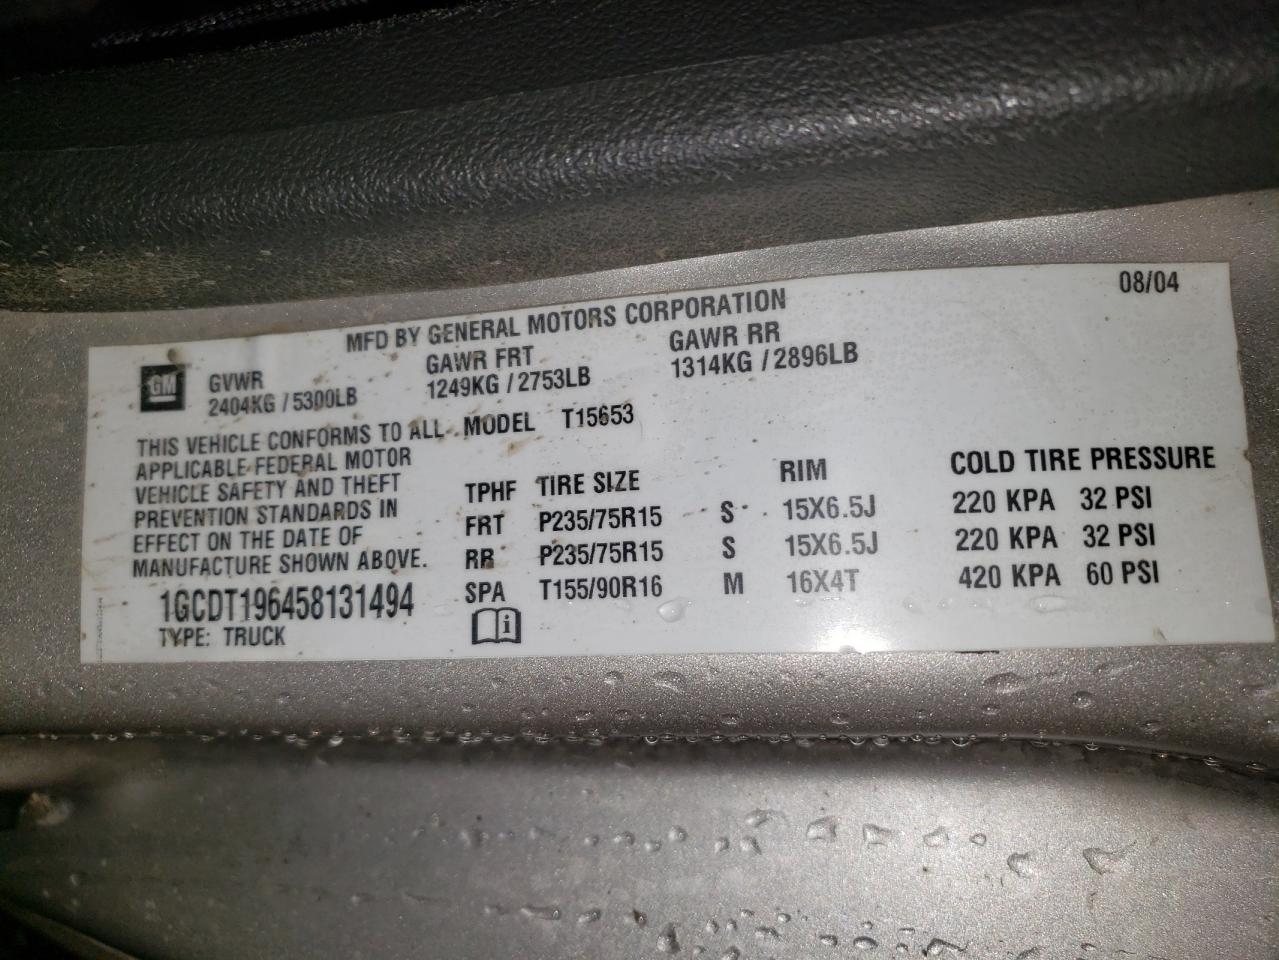 08/04
MFD BY GENERAL MOTORS CORPORATION
GM
GVWR GAWR FRT GAWR RR
2404KG / 5300LB 1249KG / 2753LB 1314KG / 2896LB
THIS VEHICLE CONFORMS TO ALL MODEL T15653
APPLICABLE FEDERAL MOTOR
VEHICLE SAFETY AND THEFT
PREVENTION STANDARDS IN
EFFECT ON THE DATE OF
MANUFACTURE SHOWN ABOVE.
TPHF TIRE SIZE RIM COLD TIRE PRESSURE
FRT P235/75R15 S 15X6.5J 220 KPA 32 PSI
RR P235/75R15 S 15X6.5J 220 KPA 32 PSI
SPA T155/90R16 M 16X4T 420 KPA 60 PSI
1GCDT196458131494
TYPE: TRUCK
i